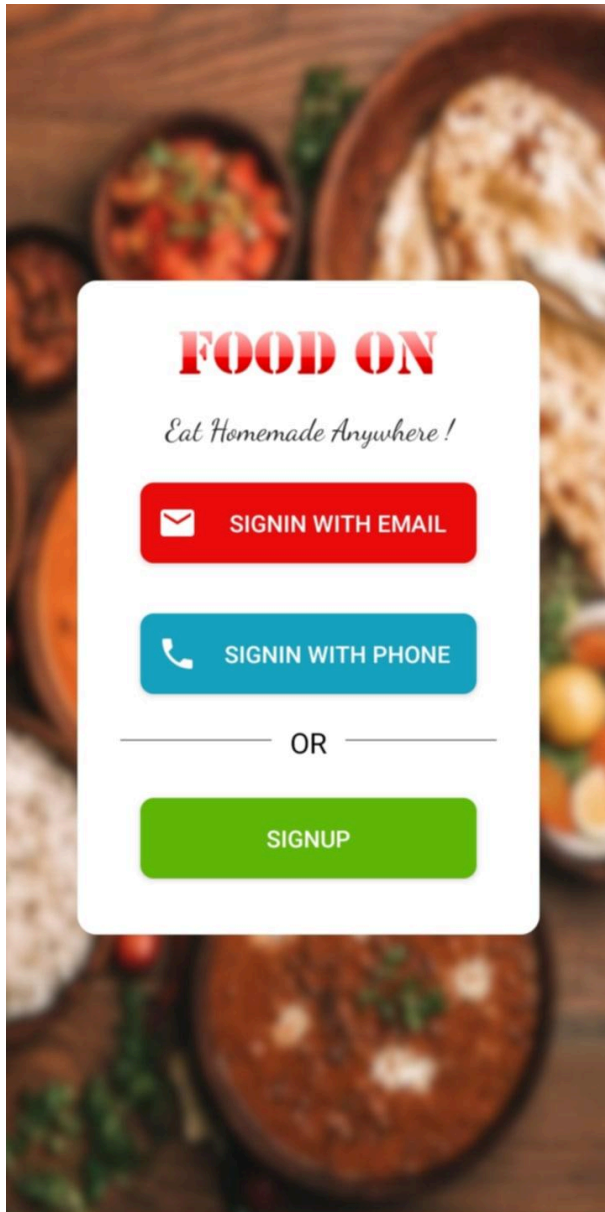 FOOD ON
Eat Homemade Anywhere !
SIGNIN WITH EMAIL
SIGNIN WITH PHONE
OR
SIGNUP